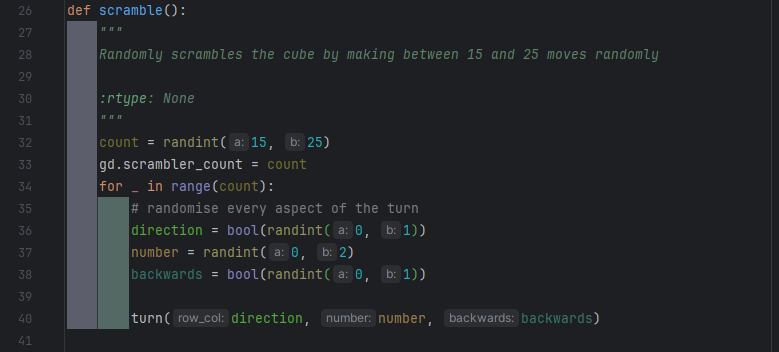 26 def scramble():
27 """
28 Randomly scrambles the cube by making between 15 and 25 moves randomly
29
30 :rtype: None
31 """
32 count = randint( a: 15, b: 25)
33 gd.scrambler_count = count
34 for _ in range(count):
35 # randomise every aspect of the turn
36 direction = bool(randint( a: 0, b: 1))
37 number = randint( a: 0, b: 2)
38 backwards = bool(randint( a: 0, b: 1))
39
40 turn( row_col: direction, number: number, backwards: backwards)
41